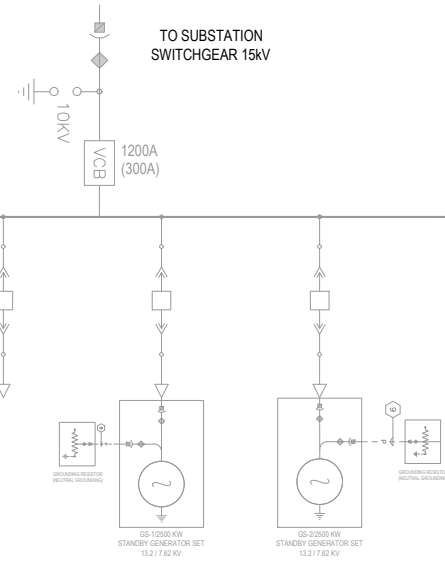 TO SUBSTATION
SWITCHGEAR 15kV
10KV
VCB
1200A
(300A)
GROUNDING RESISTOR
(NEUTRAL GROUNDING)
9
GROUNDING RESISTO
(NEUTRAL GROUNDING
GS-1/2500 KW
STANDBY GENERATOR SET
13.2 / 7.62 KV
GS-2/2500 KW
STANDBY GENERATOR SET
13.2 / 7.62 KV